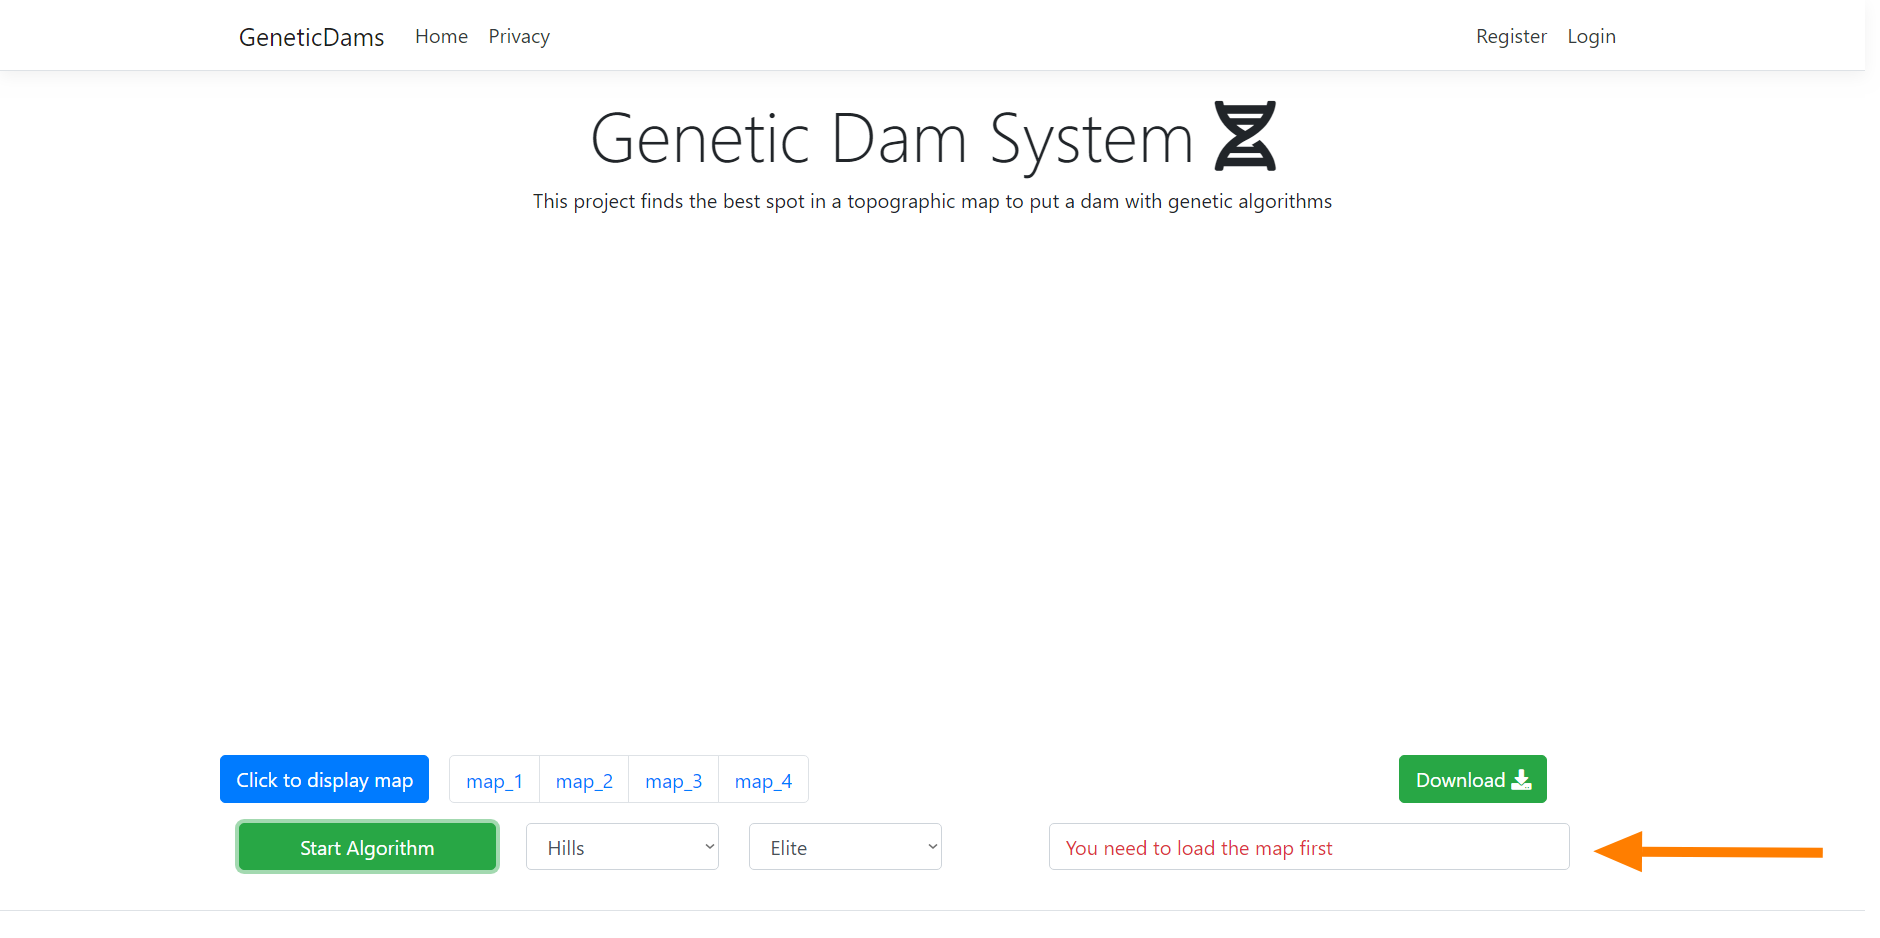 GeneticDams Home Privacy Register Login
Genetic Dam System
This project finds the best spot in a topographic map to put a dam with genetic algorithms
Click to display map map_1 map_2 map_3 map_4 Download
Start Algorithm Hills Elite You need to load the map first